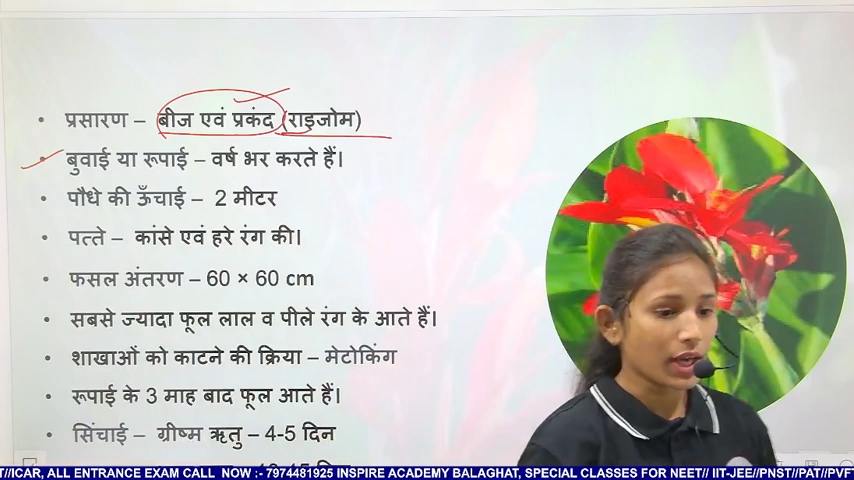 • प्रसारण – बीज एवं प्रकंद (राइजोम)
• बुवाई या रूपाई – वर्ष भर करते हैं।
• पौधे की ऊँचाई – 2 मीटर
• पत्ते – कांसे एवं हरे रंग की।
• फसल अंतरण – 60 × 60 cm
• सबसे ज्यादा फूल लाल व पीले रंग के आते हैं।
• शाखाओं को काटने की क्रिया – मेटोकिंग
• रूपाई के 3 माह बाद फूल आते हैं।
• सिंचाई – ग्रीष्म ऋतु – 4-5 दिन
T//ICAR, ALL ENTRANCE EXAM CALL NOW :- 7974481925 INSPIRE ACADEMY BALAGHAT, SPECIAL CLASSES FOR NEET// IIT-JEE//PNST//PAT//PVFT